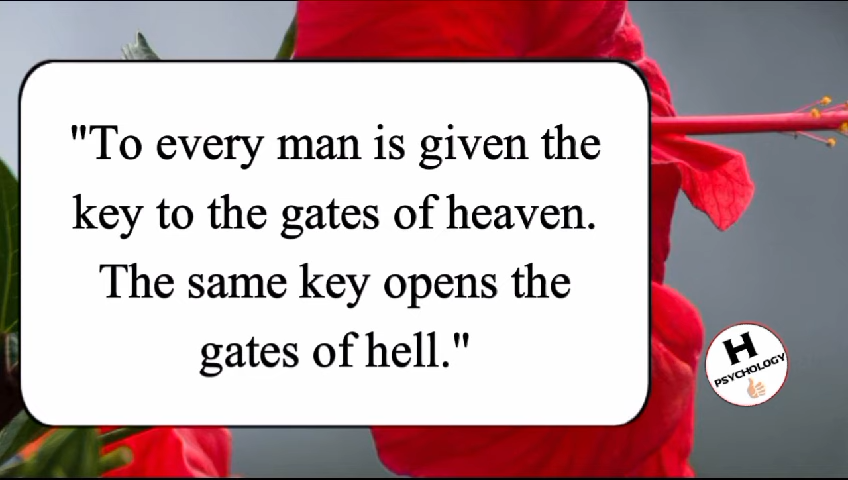 "To every man is given the
key to the gates of heaven.
The same key opens the
gates of hell."
H
PSYCHOLOGY